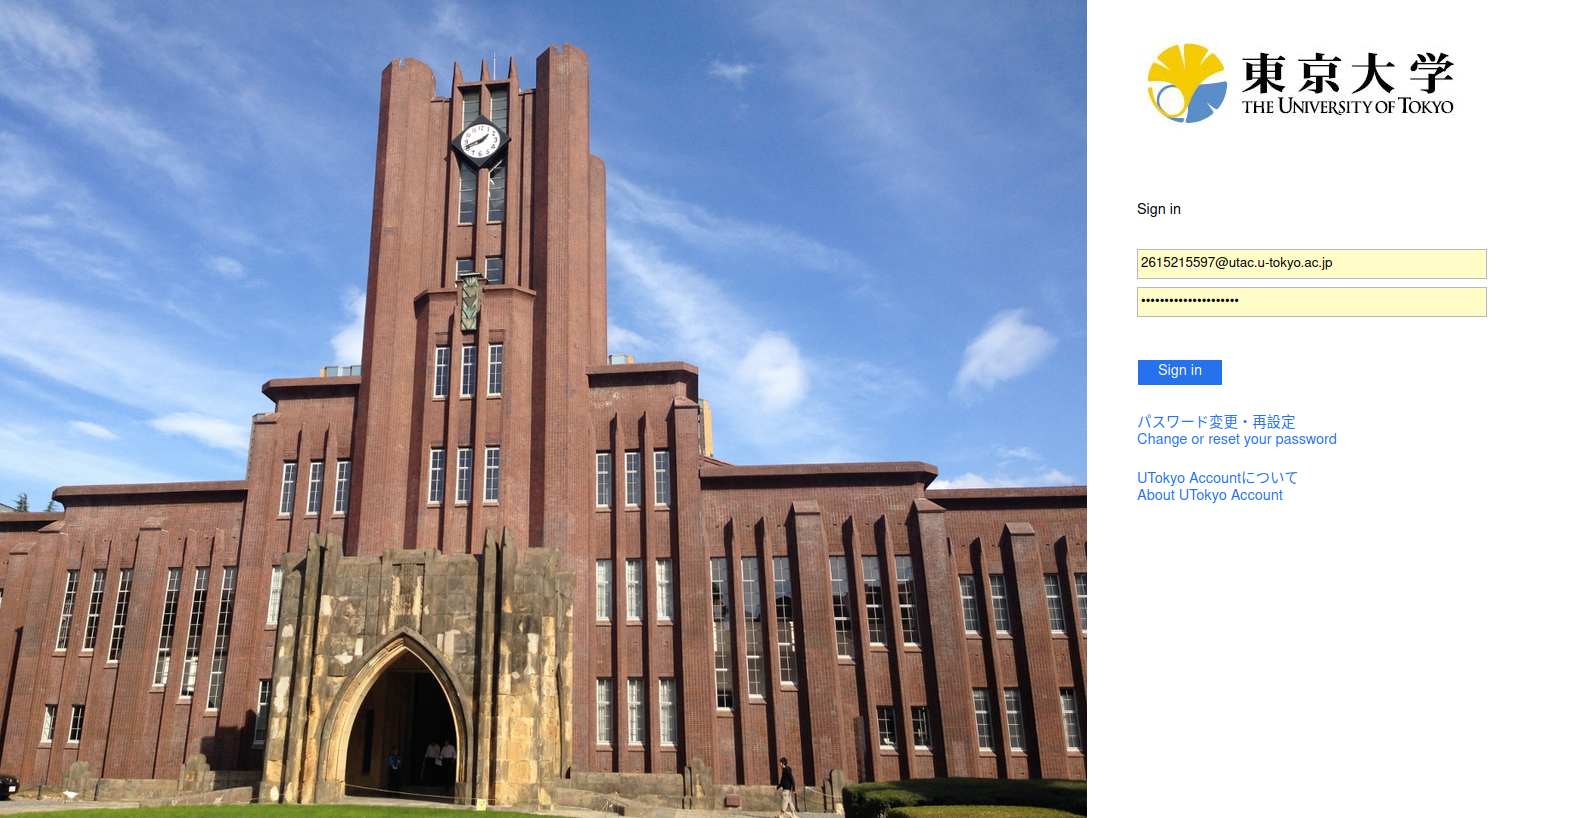 東京大学
THE UNIVERSITY OF TOKYO
Sign in
2615215597@utac.u-tokyo.ac.jp
•••••••••••••••••••••
Sign in
パスワード変更・再設定
Change or reset your password
UTokyo Accountについて
About UTokyo Account